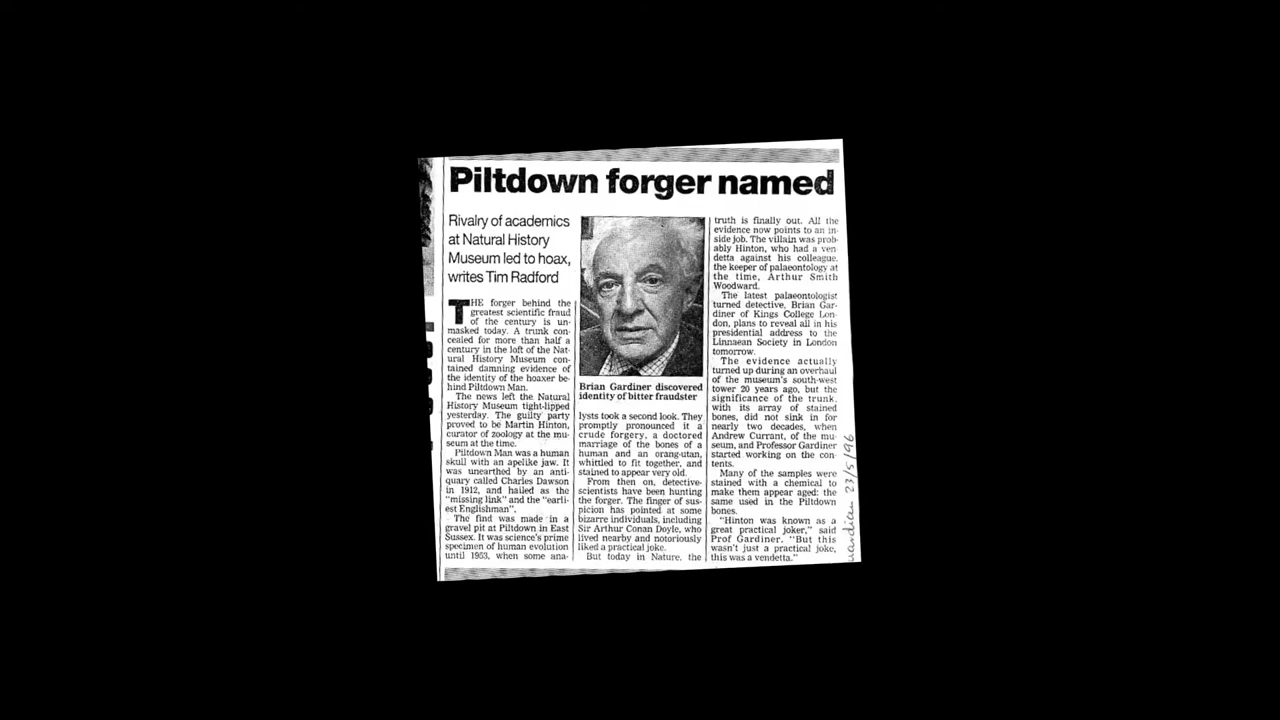 Piltdown forger named
Rivalry of academics
at Natural History
Museum led to hoax,
writes Tim Radford
THE forger behind the
greatest scientific fraud
of the century is un-
masked today. A trunk con-
cealed for more than half a
century in the loft of the Nat-
ural History Museum con-
tained damning evidence of
the identity of the hoaxer be-
hind Piltdown Man.
The news left the Natural
History Museum tight-lipped
yesterday. The guilty party
proved to be Martin Hinton,
curator of zoology at the mu-
seum at the time.
Piltdown Man was a human
skull with an apelike jaw. It
was unearthed by an anti-
quary called Charles Dawson
in 1912, and hailed as the
"missing link" and the "earli-
est Englishman".
The find was made in a
gravel pit at Piltdown in East
Sussex. It was science's prime
specimen of human evolution
until 1953, when some ana-
Brian Gardiner discovered
identity of bitter fraudster
lysts took a second look. They
promptly pronounced it a
crude forgery, a doctored
marriage of the bones of a
human and an orang-utan,
whittled to fit together, and
stained to appear very old.
From then on, detective-
scientists have been hunting
the forger. The finger of sus-
picion has pointed at some
bizarre individuals, including
Sir Arthur Conan Doyle, who
lived nearby and notoriously
liked a practical joke.
But today in Nature, the
truth is finally out. All the
evidence now points to an in-
side job. The villain was prob-
ably Hinton, who had a ven-
detta against his colleague,
the keeper of palaeontology at
the time, Arthur Smith
Woodward.
The latest palaeontologist
turned detective, Brian Gar-
diner of Kings College Lon-
don, plans to reveal all in his
presidential address to the
Linnaean Society in London
tomorrow.
The evidence actually
turned up during an overhaul
of the museum's south-west
tower 20 years ago, but the
significance of the trunk,
with its array of stained
bones, did not sink in for
nearly two decades, when
Andrew Currant, of the mu-
seum, and Professor Gardiner
started working on the con-
tents.
Many of the samples were
stained with a chemical to
make them appear aged: the
same used in the Piltdown
bones.
"Hinton was known as a
great practical joker," said
Prof Gardiner. "But this
wasn't just a practical joke,
this was a vendetta."
23/5/96